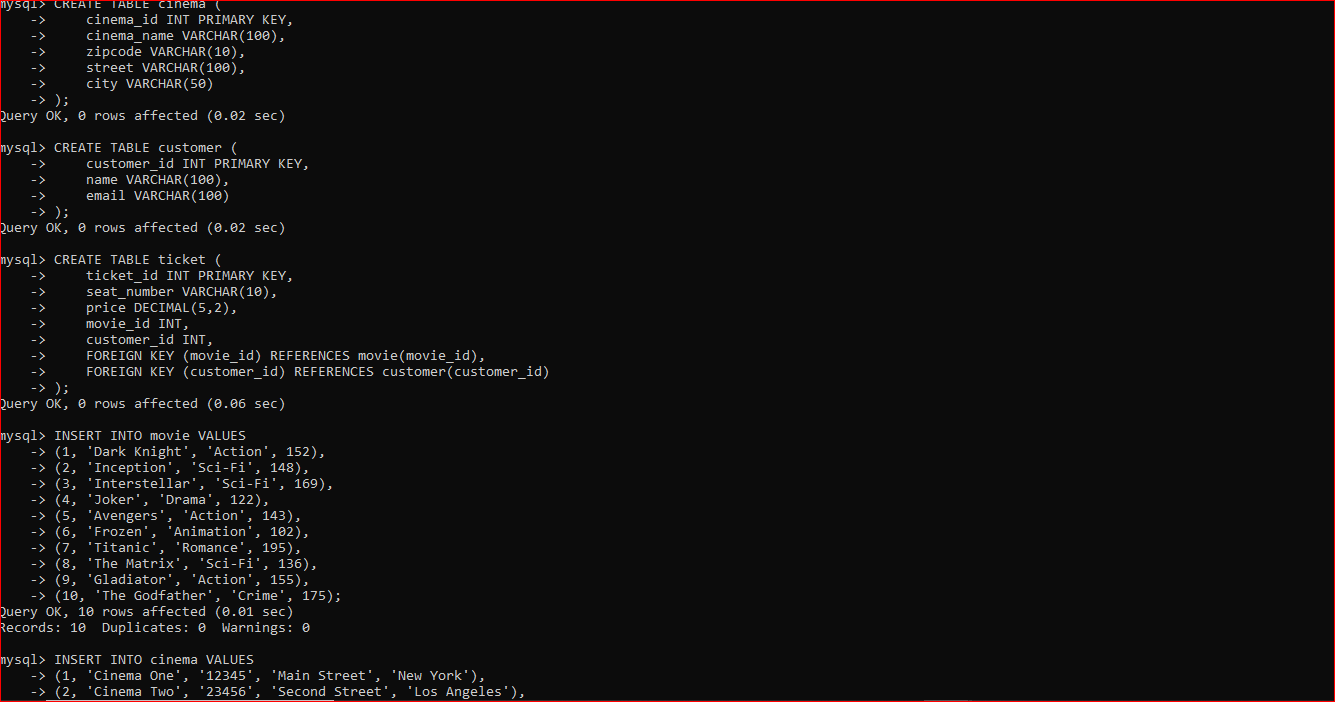 mysql> CREATE TABLE cinema (
    ->     cinema_id INT PRIMARY KEY,
    ->     cinema_name VARCHAR(100),
    ->     zipcode VARCHAR(10),
    ->     street VARCHAR(100),
    ->     city VARCHAR(50)
    -> );
Query OK, 0 rows affected (0.02 sec)

mysql> CREATE TABLE customer (
    ->     customer_id INT PRIMARY KEY,
    ->     name VARCHAR(100),
    ->     email VARCHAR(100)
    -> );
Query OK, 0 rows affected (0.02 sec)

mysql> CREATE TABLE ticket (
    ->     ticket_id INT PRIMARY KEY,
    ->     seat_number VARCHAR(10),
    ->     price DECIMAL(5,2),
    ->     movie_id INT,
    ->     customer_id INT,
    ->     FOREIGN KEY (movie_id) REFERENCES movie(movie_id),
    ->     FOREIGN KEY (customer_id) REFERENCES customer(customer_id)
    -> );
Query OK, 0 rows affected (0.06 sec)

mysql> INSERT INTO movie VALUES
    -> (1, 'Dark Knight', 'Action', 152),
    -> (2, 'Inception', 'Sci-Fi', 148),
    -> (3, 'Interstellar', 'Sci-Fi', 169),
    -> (4, 'Joker', 'Drama', 122),
    -> (5, 'Avengers', 'Action', 143),
    -> (6, 'Frozen', 'Animation', 102),
    -> (7, 'Titanic', 'Romance', 195),
    -> (8, 'The Matrix', 'Sci-Fi', 136),
    -> (9, 'Gladiator', 'Action', 155),
    -> (10, 'The Godfather', 'Crime', 175);
Query OK, 10 rows affected (0.01 sec)
Records: 10  Duplicates: 0  Warnings: 0

mysql> INSERT INTO cinema VALUES
    -> (1, 'Cinema One', '12345', 'Main Street', 'New York'),
    -> (2, 'Cinema Two', '23456', 'Second Street', 'Los Angeles'),